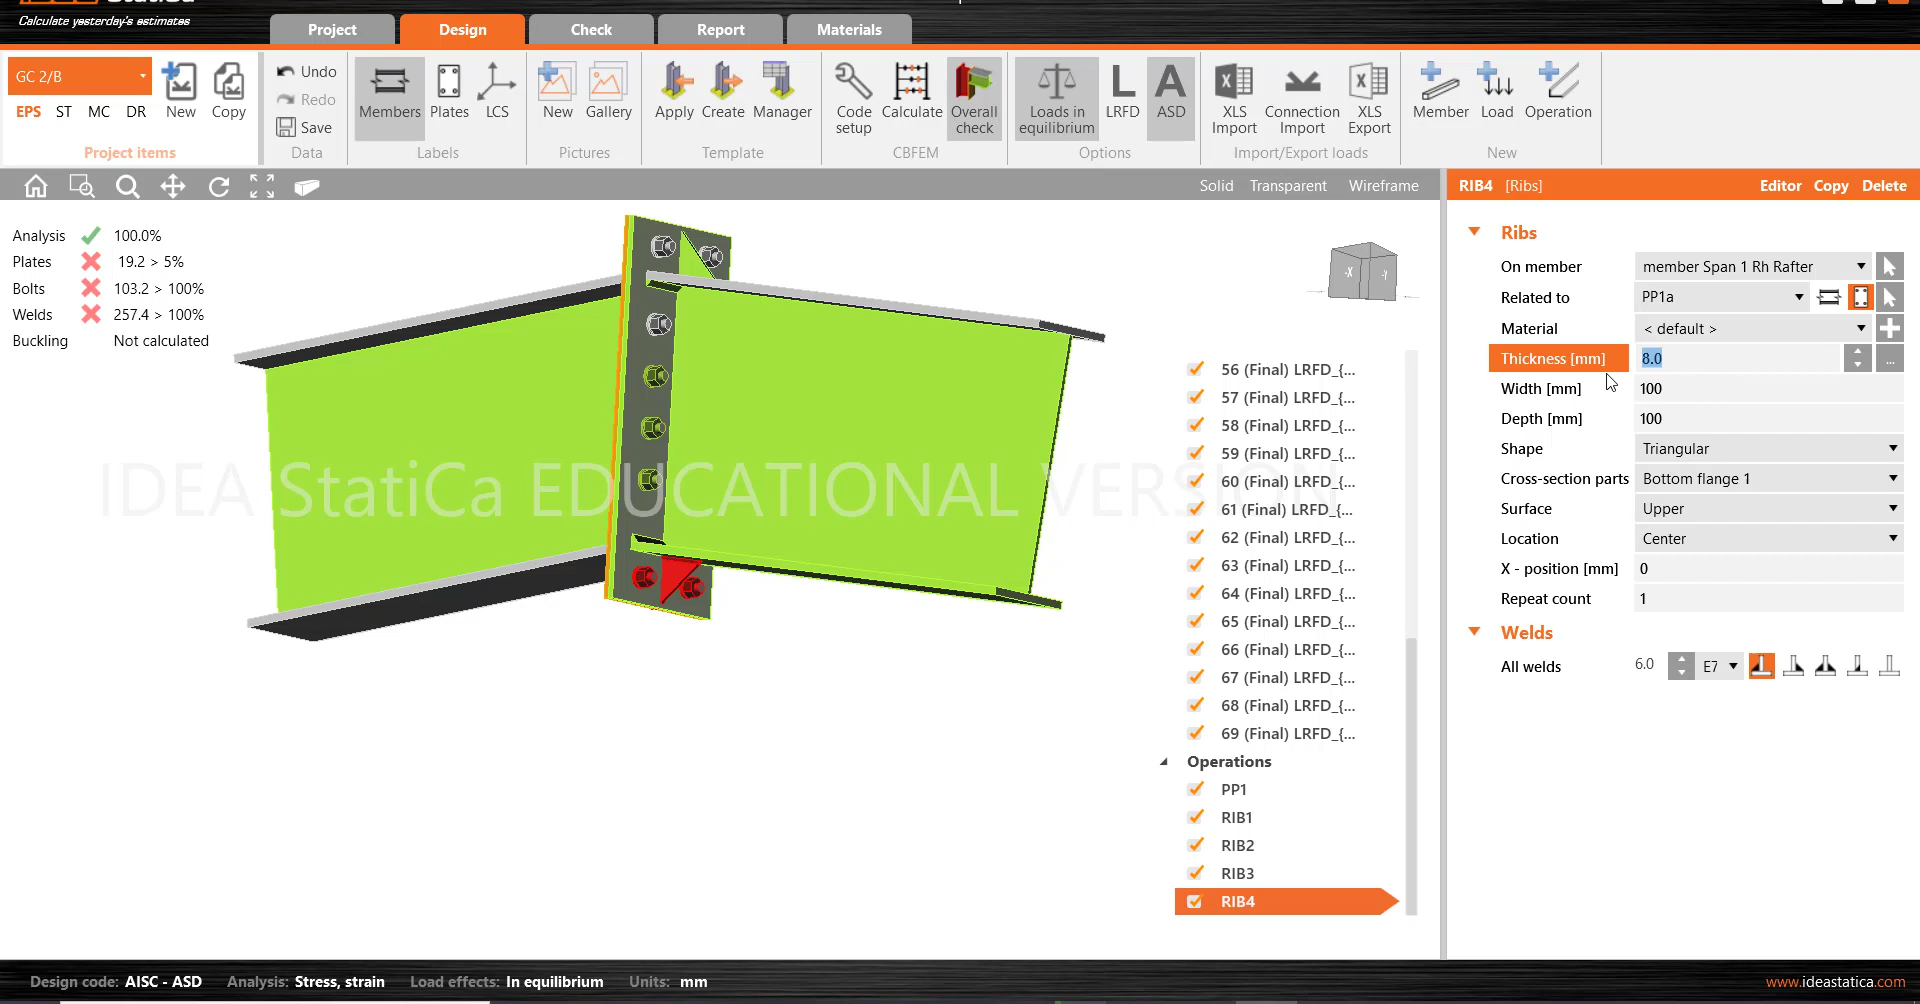 Calculate yesterday's estimates
Project
Design
Check
Report
Materials
GC 2/B
EPS ST MC DR
New
Copy
Project items
Undo
Redo
Save
Data
Members
Plates
LCS
Labels
New
Gallery
Pictures
Apply
Create
Manager
Template
Code setup
Calculate
Overall check
CBFEM
Loads in equilibrium
LRFD
ASD
Options
XLS Import
Connection Import
XLS Export
Import/Export loads
Member
Load
Operation
New
Solid Transparent Wireframe
RIB4 [Ribs]
Editor Copy Delete
Analysis 100.0%
Plates 19.2 > 5%
Bolts 103.2 > 100%
Welds 257.4 > 100%
Buckling Not calculated
-X -Y
IDEA StatiCa EDUCATIONAL VERSION
56 (Final) LRFD_{...
57 (Final) LRFD_{...
58 (Final) LRFD_{...
59 (Final) LRFD_{...
60 (Final) LRFD_{...
61 (Final) LRFD_{...
62 (Final) LRFD_{...
63 (Final) LRFD_{...
64 (Final) LRFD_{...
65 (Final) LRFD_{...
66 (Final) LRFD_{...
67 (Final) LRFD_{...
68 (Final) LRFD_{...
69 (Final) LRFD_{...
Operations
PP1
RIB1
RIB2
RIB3
RIB4
Ribs
On member member Span 1 Rh Rafter
Related to PP1a
Material < default >
Thickness [mm] 8.0 ...
Width [mm] 100
Depth [mm] 100
Shape Triangular
Cross-section parts Bottom flange 1
Surface Upper
Location Center
X - position [mm] 0
Repeat count 1
Welds
All welds 6.0 E7
Design code: AISC - ASD Analysis: Stress, strain Load effects: In equilibrium Units: mm
www.ideastatica.com